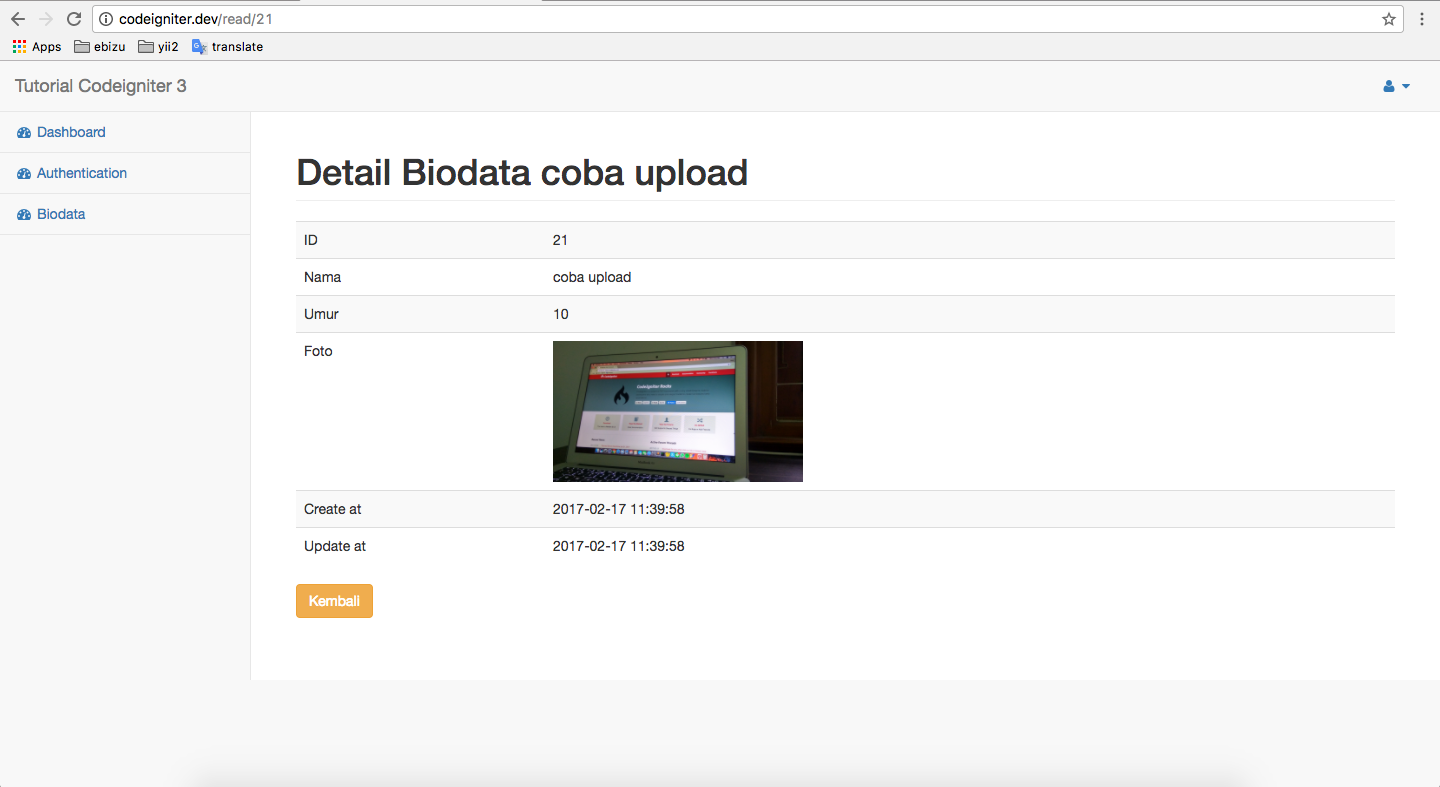 codeigniter.dev/read/21
Apps ebizu yii2 translate
Tutorial Codeigniter 3
Dashboard
Authentication
Biodata
Detail Biodata coba upload
ID 21
Nama coba upload
Umur 10
Foto
CodeIgniter Rocks
Create at 2017-02-17 11:39:58
Update at 2017-02-17 11:39:58
Kembali